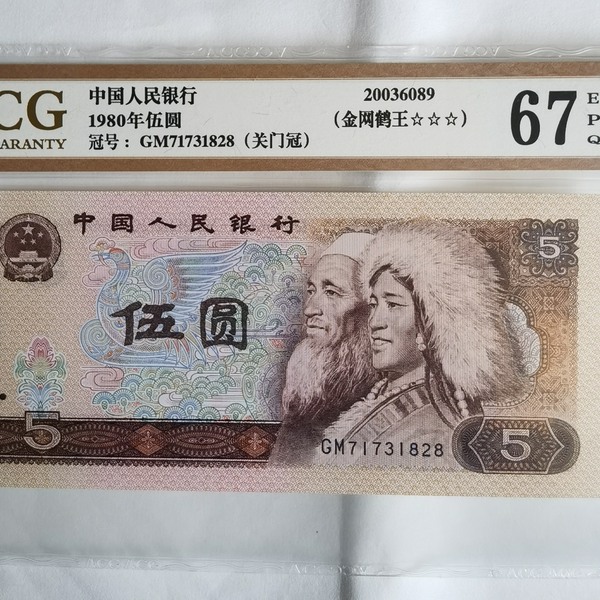 CG
ARANTY
中国人民银行
1980年伍圆
冠号：GM71731828（关门冠）
20036089
（金网鹤王☆☆☆）
67
E
P
Q
中国人民银行
5
伍圆
5
GM71731828
5